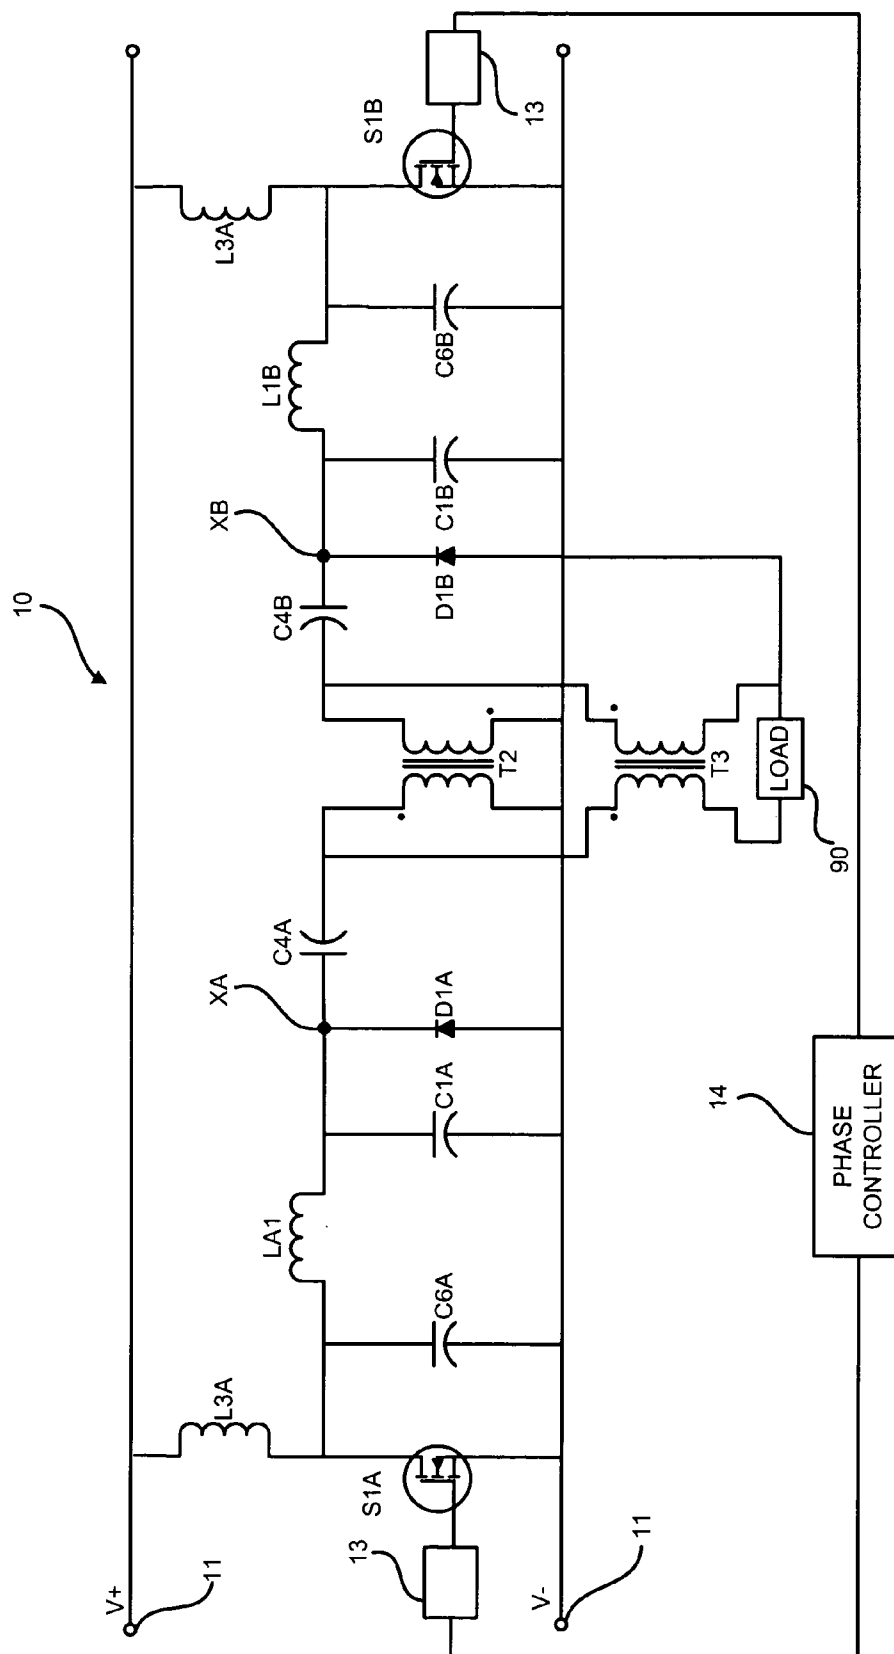 10
V+
11
L3A
L3A
LA1
XA
C4A
C4B
XB
L1B
S1A
13
C6A
C1A
D1A
T2
D1B
C1B
C6B
S1B
13
V-
11
T3
LOAD
90
14
PHASE
CONTROLLER